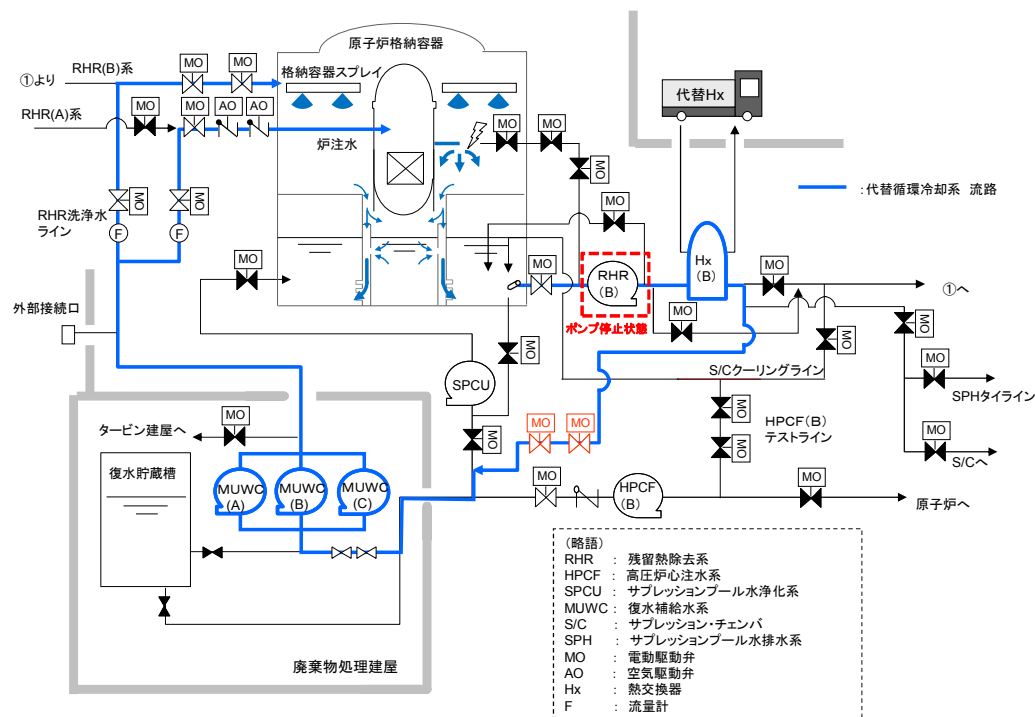 原子炉格納容器
RHR(B)系
MO
MO
①より
格納容器スプレイ
代替Hx
RHR(A)系
MO
MO
AO
AO
炉注水
MO
MO
MO
:代替循環冷却系 流路
MO
MO
RHR洗浄水
ライン
F
F
MO
MO
MO
RHR
(B)
Hx
(B)
MO
①へ
ポンプ停止状態
外部接続口
MO
MO
MO
MO
MO
S/Cクーリングライン
SPHタイライン
SPCU
MO
HPCF(B)
テストライン
MO
タービン建屋へ
MO
MO
MO
MO
MO
S/Cへ
復水貯蔵槽
MUWC
(A)
MUWC
(B)
MUWC
(C)
MO
HPCF
(B)
MO
原子炉へ
廃棄物処理建屋
(略語)
RHR : 残留熱除去系
HPCF : 高圧炉心注水系
SPCU : サプレッションプール水浄化系
MUWC : 復水補給水系
S/C : サプレッション・チェンバ
SPH : サプレッションプール水排水系
MO : 電動駆動弁
AO : 空気駆動弁
Hx : 熱交換器
F : 流量計